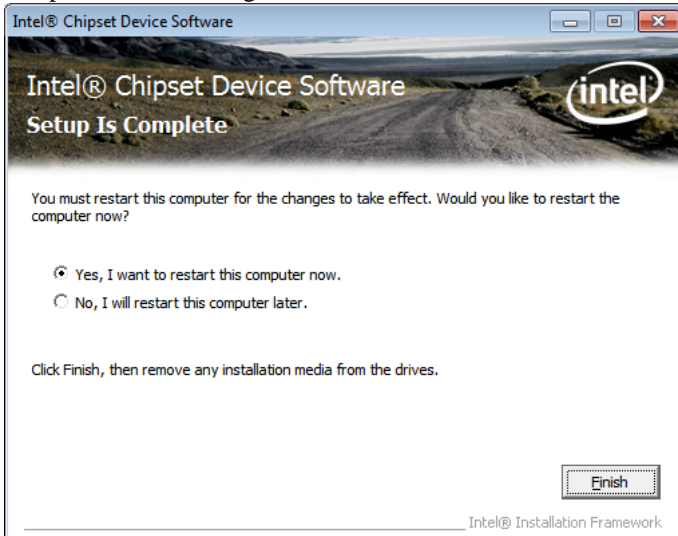 Intel® Chipset Device Software
Intel® Chipset Device Software
intel
Setup Is Complete
You must restart this computer for the changes to take effect. Would you like to restart the
computer now?
Yes, I want to restart this computer now.
No, I will restart this computer later.
Click Finish, then remove any installation media from the drives.
Finish
Intel® Installation Framework